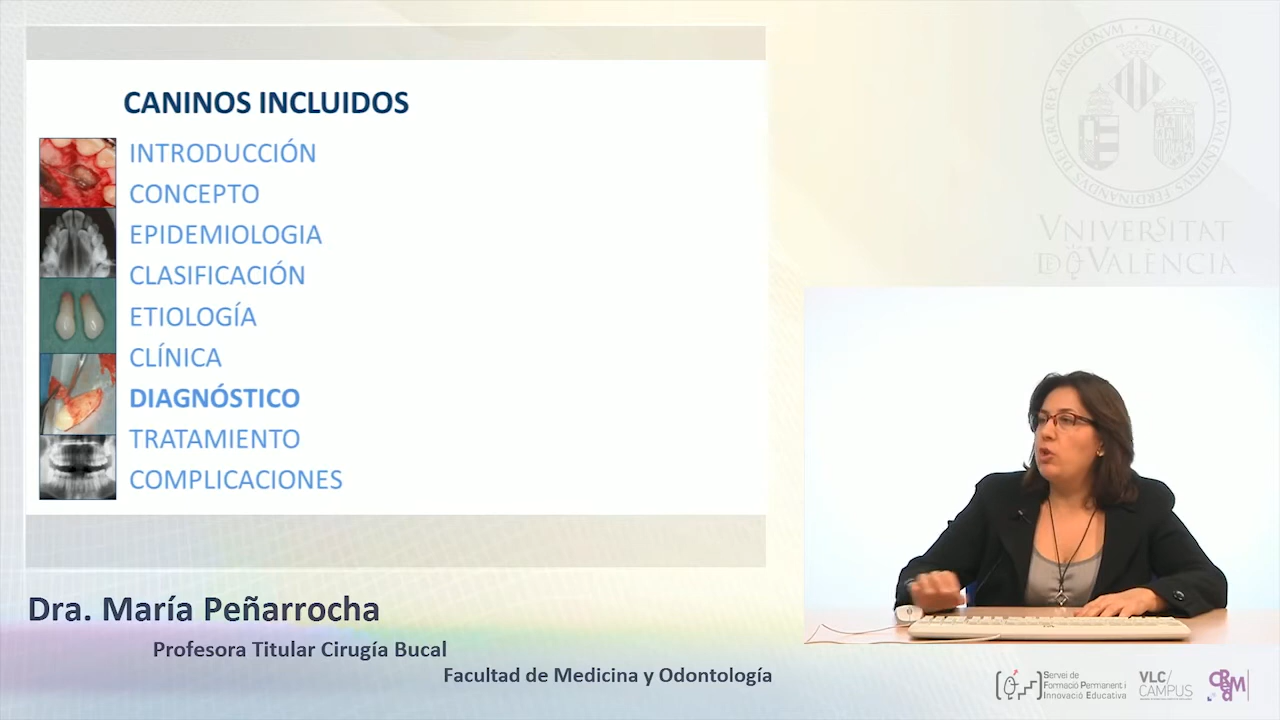 CANINOS INCLUIDOS
INTRODUCCIÓN
CONCEPTO
EPIDEMIOLOGIA
CLASIFICACIÓN
ETIOLOGÍA
CLÍNICA
DIAGNÓSTICO
TRATAMIENTO
COMPLICACIONES
VNIVERSITAT
DE VALÈNCIA
Dra. María Peñarrocha
Profesora Titular Cirugía Bucal
Facultad de Medicina y Odontología
Servei de
Formació Permanent i
Innovació Educativa
VLC/
CAMPUS